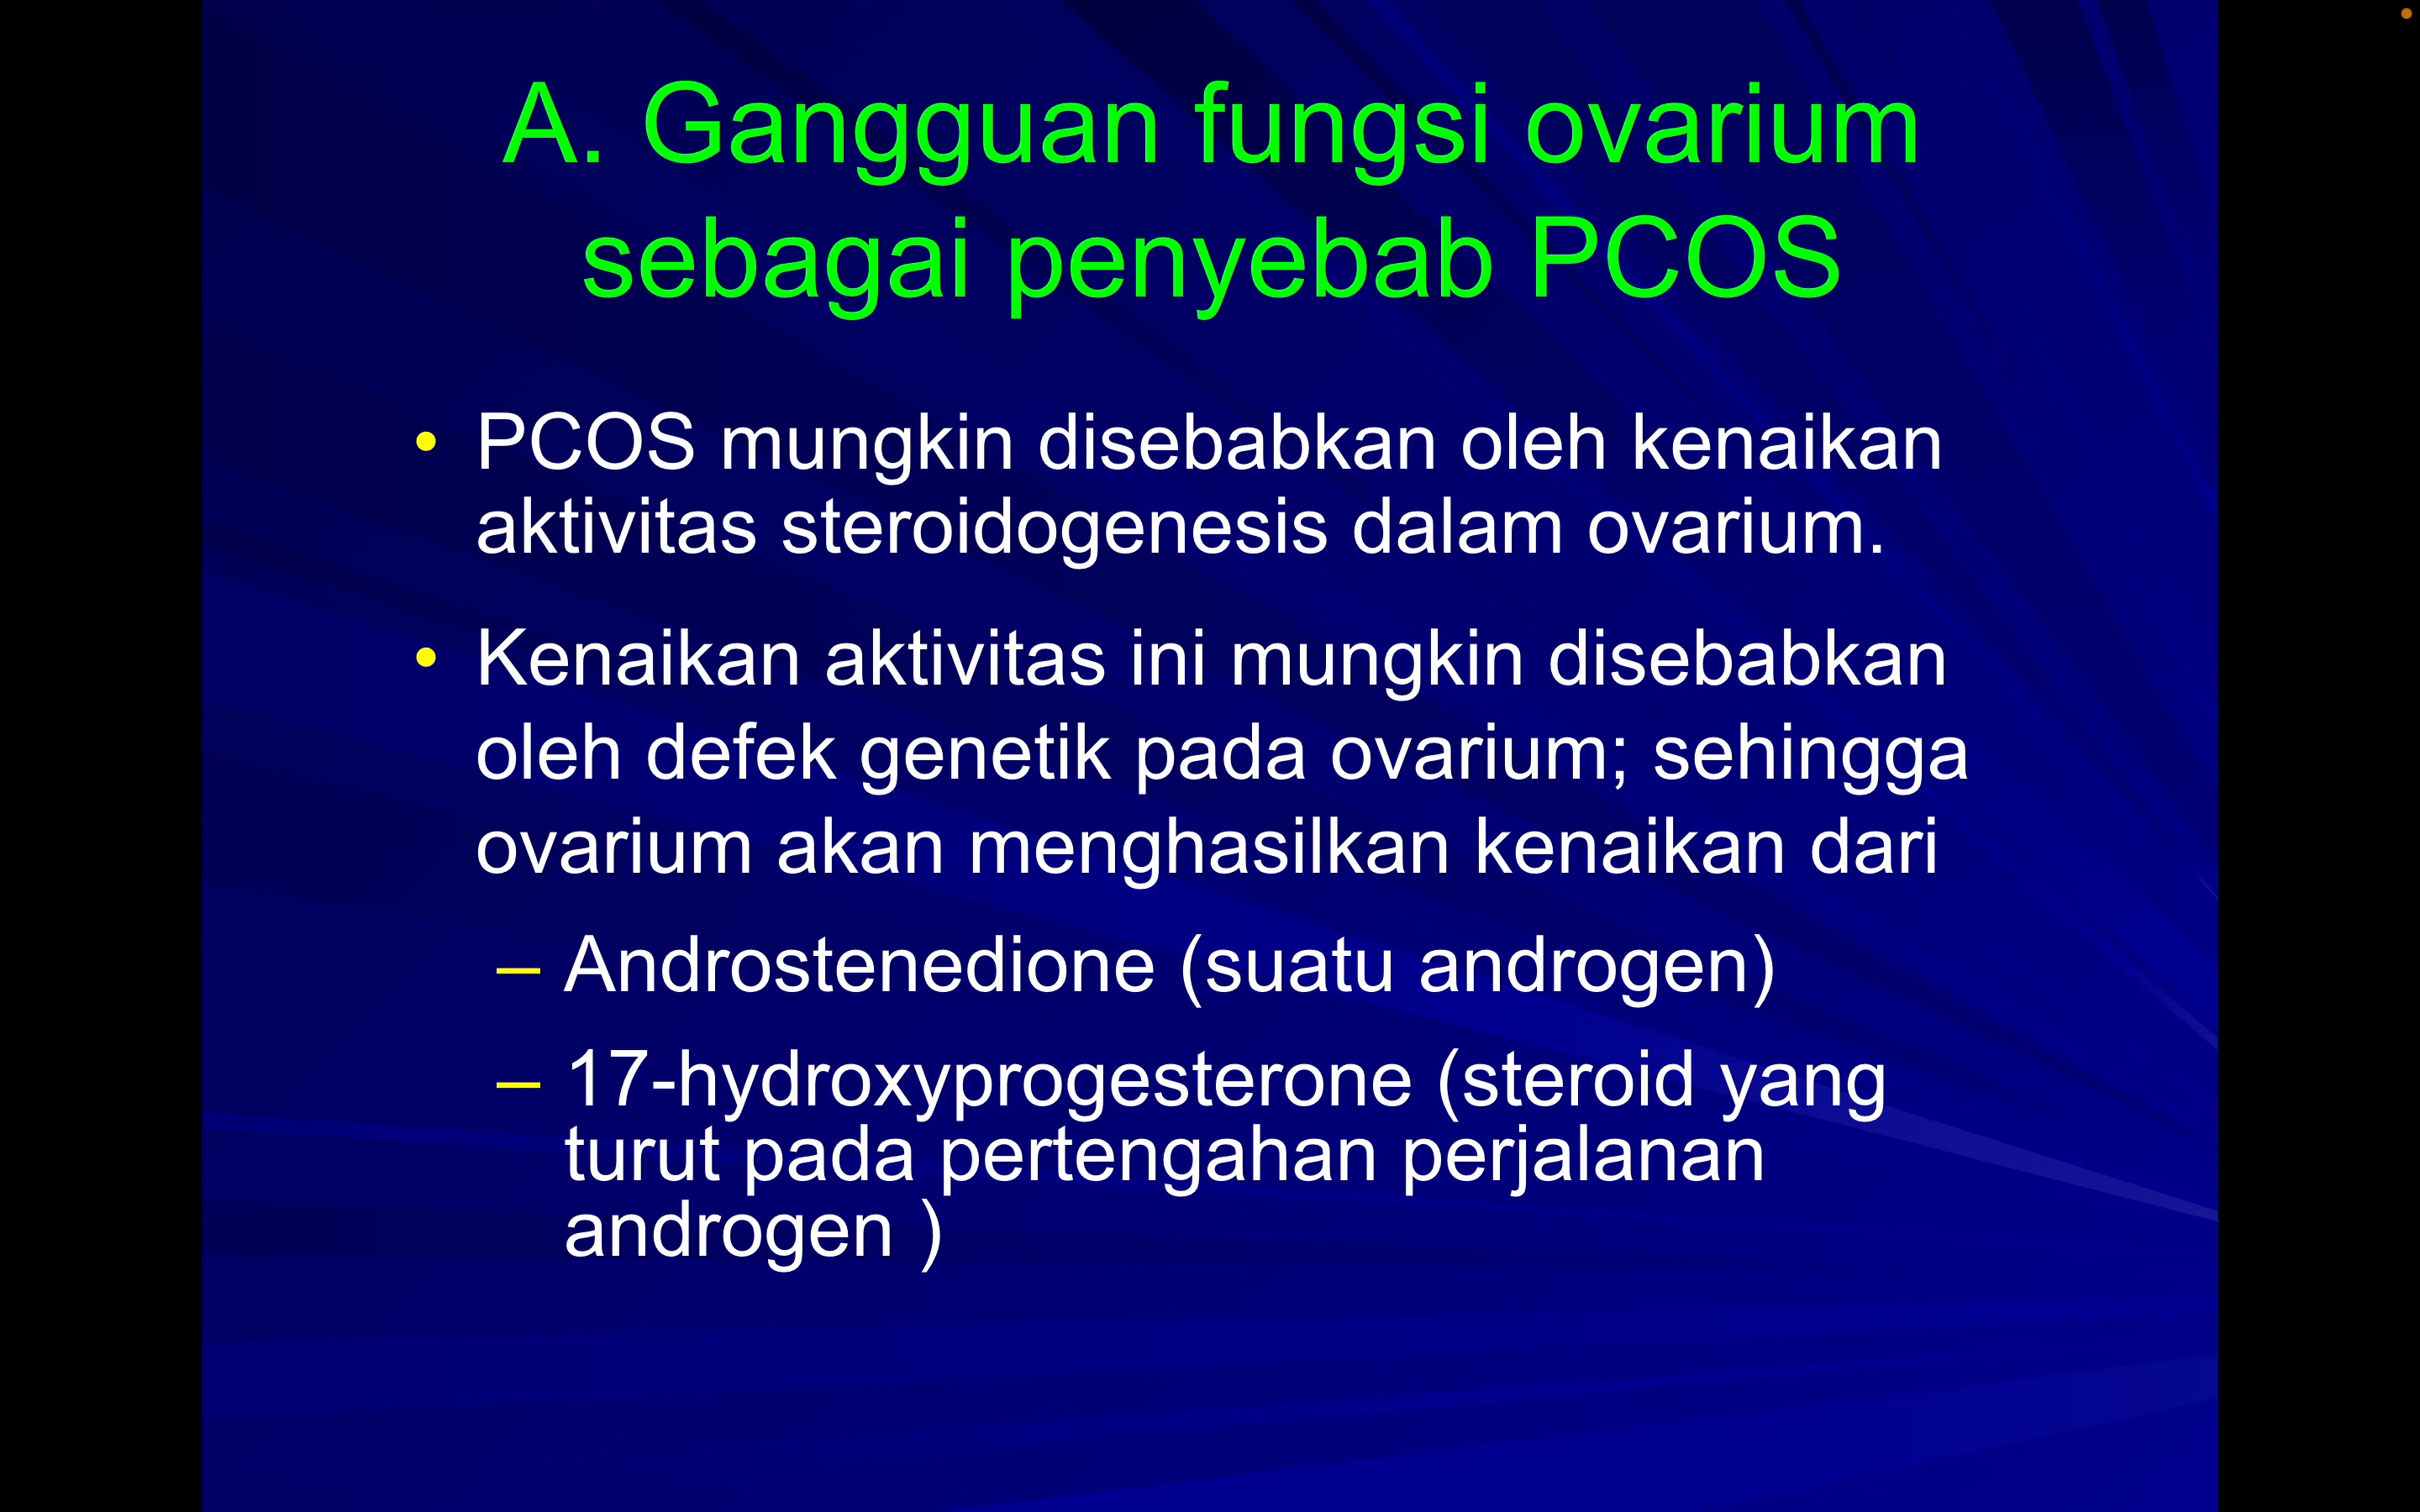 A. Gangguan fungsi ovarium
sebagai penyebab PCOS
• PCOS mungkin disebabkan oleh kenaikan
aktivitas steroidogenesis dalam ovarium.
• Kenaikan aktivitas ini mungkin disebabkan
oleh defek genetik pada ovarium; sehingga
ovarium akan menghasilkan kenaikan dari
– Androstenedione (suatu androgen)
– 17-hydroxyprogesterone (steroid yang
turut pada pertengahan perjalanan
androgen )